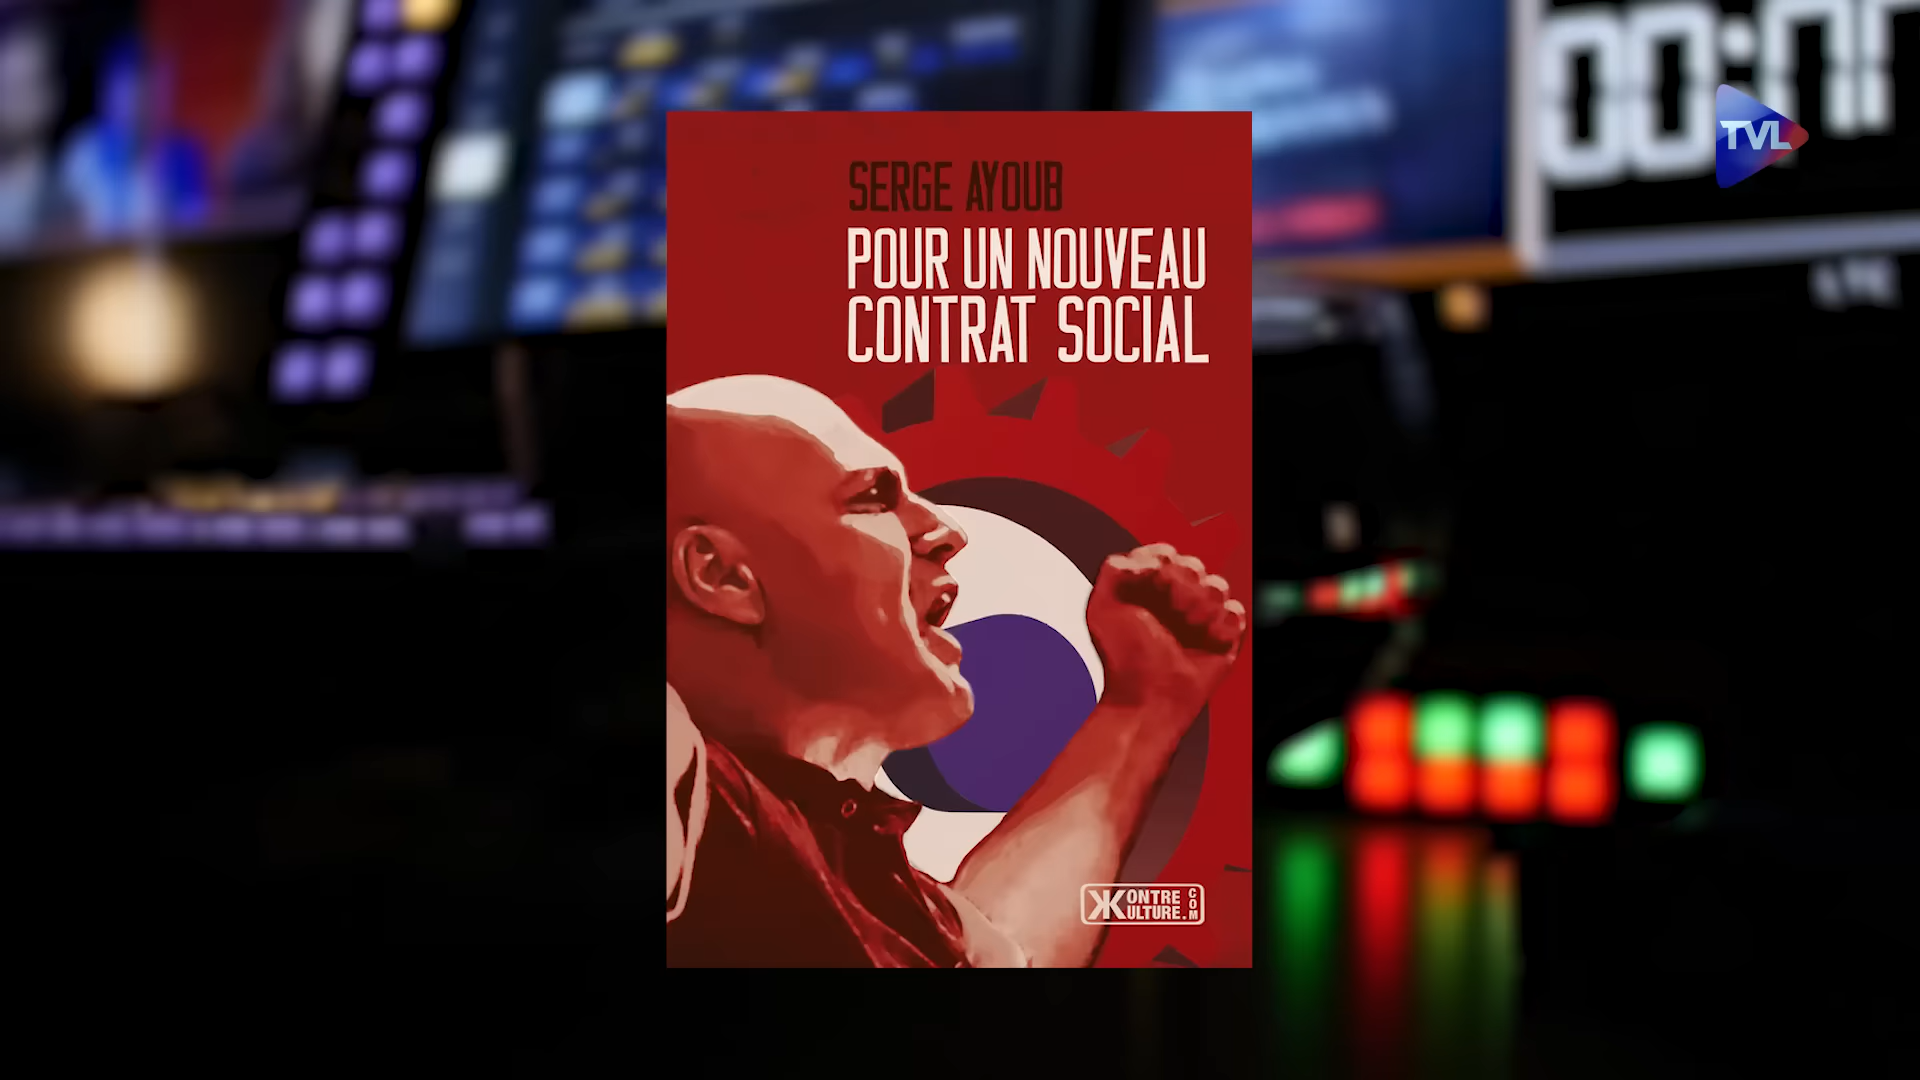 TVL
SERGE AYOUB
POUR UN NOUVEAU
CONTRAT SOCIAL
KONTRE
KULTURE.COM